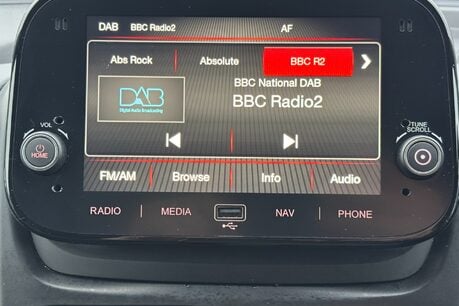 DAB BBC Radio2 AF
Abs Rock Absolute BBC R2
DAB
Digital Audio Broadcasting
BBC National DAB
BBC Radio2
VOL
HOME
TUNE
SCROLL
FM/AM Browse Info Audio
RADIO MEDIA NAV PHONE